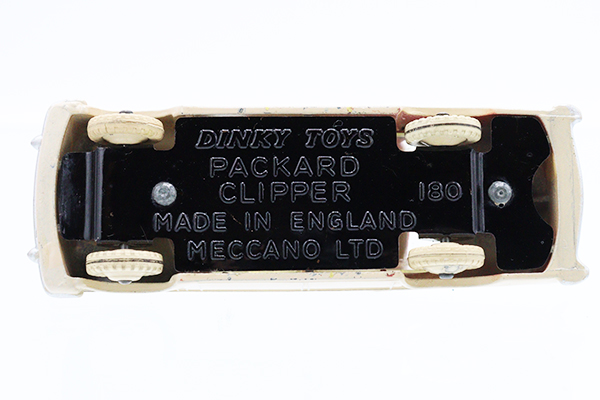 DINKY TOYS
PACKARD
CLIPPER 180
MADE IN ENGLAND
MECCANO LTD